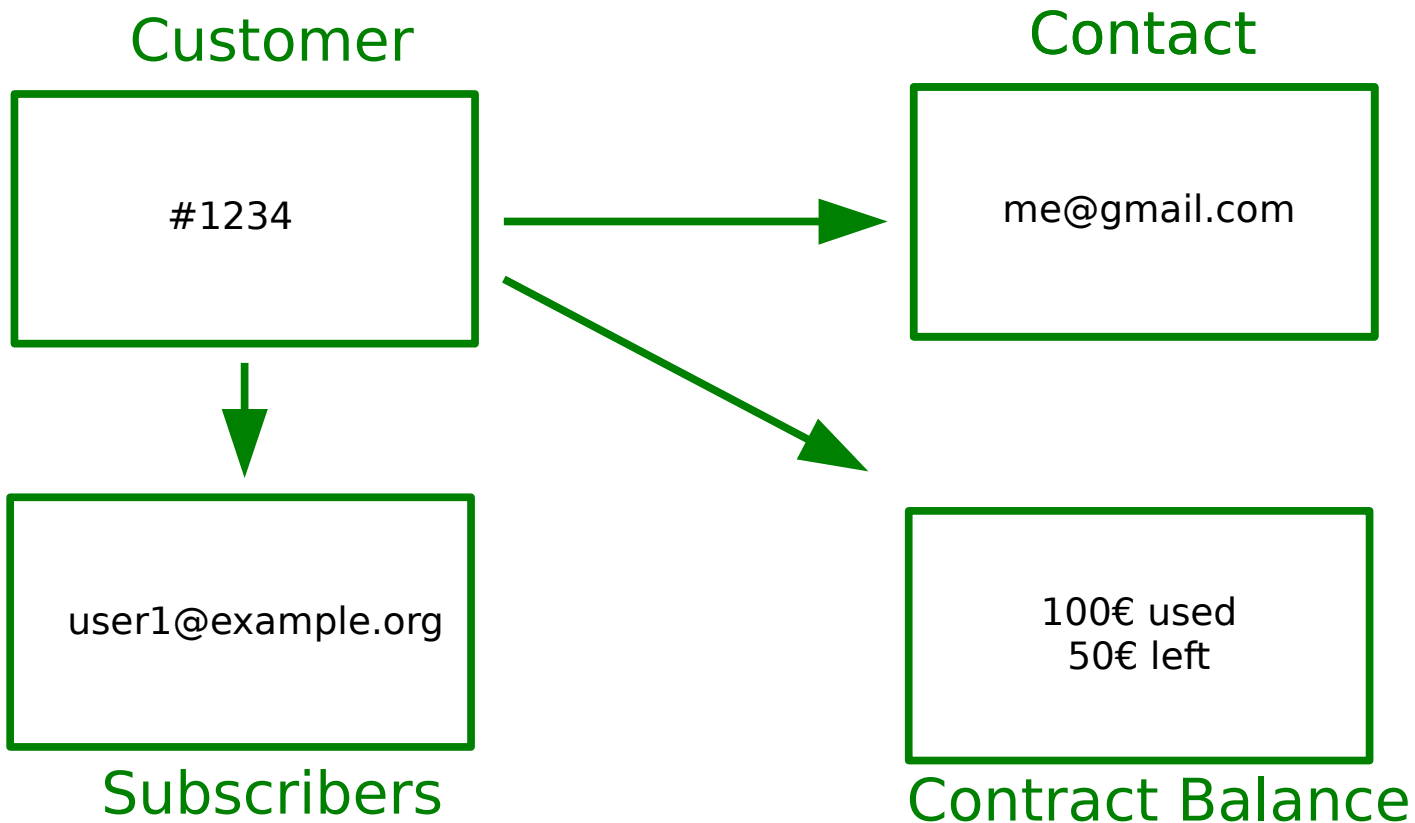 Customer
Contact
#1234
me@gmail.com
user1@example.org
100€ used
50€ left
Subscribers
Contract Balance